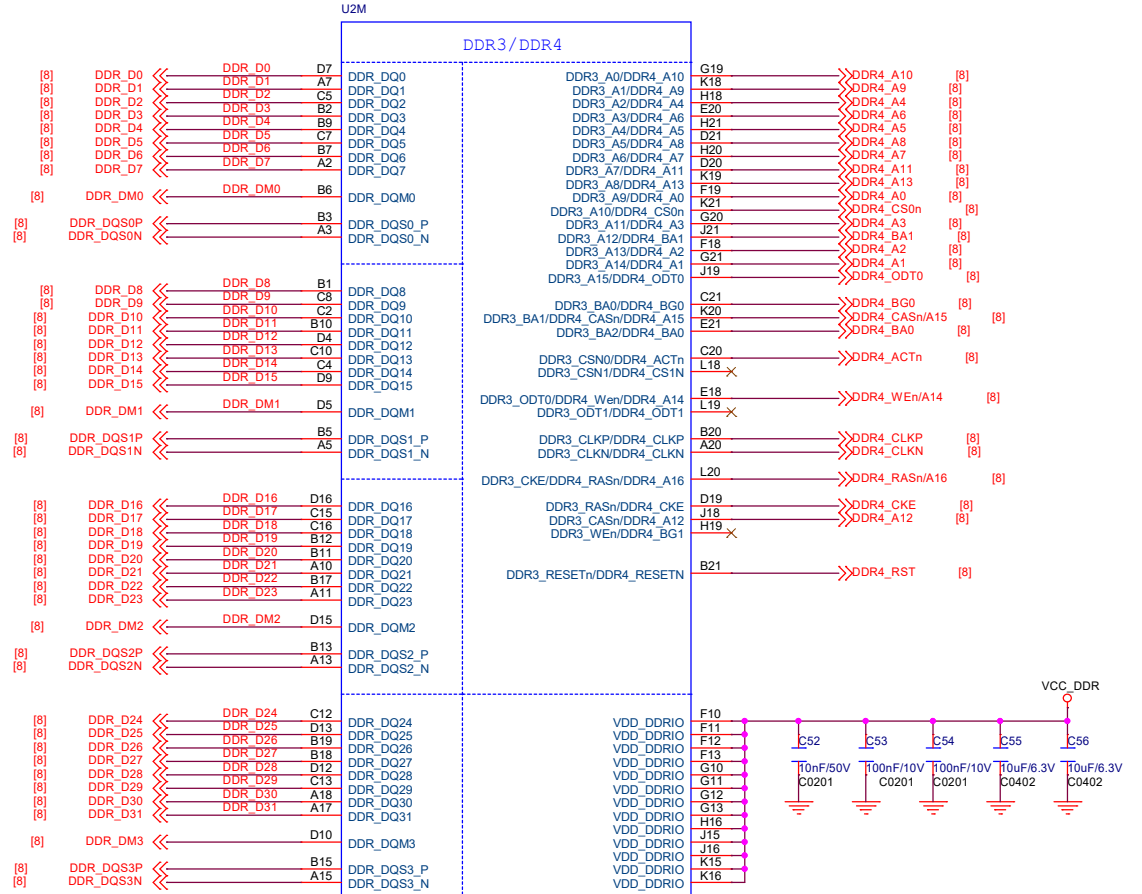 U2M
DDR3/DDR4
[8] DDR_D0 DDR_D0 D7 DDR_DQ0
[8] DDR_D1 DDR_D1 A7 DDR_DQ1
[8] DDR_D2 DDR_D2 C5 DDR_DQ2
[8] DDR_D3 DDR_D3 B2 DDR_DQ3
[8] DDR_D4 DDR_D4 B9 DDR_DQ4
[8] DDR_D5 DDR_D5 C7 DDR_DQ5
[8] DDR_D6 DDR_D6 B7 DDR_DQ6
[8] DDR_D7 DDR_D7 A2 DDR_DQ7
[8] DDR_DM0 DDR_DM0 B6 DDR_DQM0
[8] DDR_DQS0P B3 DDR_DQS0_P
[8] DDR_DQS0N A3 DDR_DQS0_N
[8] DDR_D8 DDR_D8 B1 DDR_DQ8
[8] DDR_D9 DDR_D9 C8 DDR_DQ9
[8] DDR_D10 DDR_D10 C2 DDR_DQ10
[8] DDR_D11 DDR_D11 B10 DDR_DQ11
[8] DDR_D12 DDR_D12 D4 DDR_DQ12
[8] DDR_D13 DDR_D13 C10 DDR_DQ13
[8] DDR_D14 DDR_D14 C4 DDR_DQ14
[8] DDR_D15 DDR_D15 D9 DDR_DQ15
[8] DDR_DM1 DDR_DM1 D5 DDR_DQM1
[8] DDR_DQS1P B5 DDR_DQS1_P
[8] DDR_DQS1N A5 DDR_DQS1_N
[8] DDR_D16 DDR_D16 D16 DDR_DQ16
[8] DDR_D17 DDR_D17 C15 DDR_DQ17
[8] DDR_D18 DDR_D18 C16 DDR_DQ18
[8] DDR_D19 DDR_D19 B12 DDR_DQ19
[8] DDR_D20 DDR_D20 B11 DDR_DQ20
[8] DDR_D21 DDR_D21 A10 DDR_DQ21
[8] DDR_D22 DDR_D22 B17 DDR_DQ22
[8] DDR_D23 DDR_D23 A11 DDR_DQ23
[8] DDR_DM2 DDR_DM2 D15 DDR_DQM2
[8] DDR_DQS2P B13 DDR_DQS2_P
[8] DDR_DQS2N A13 DDR_DQS2_N
[8] DDR_D24 DDR_D24 C12 DDR_DQ24
[8] DDR_D25 DDR_D25 D13 DDR_DQ25
[8] DDR_D26 DDR_D26 B19 DDR_DQ26
[8] DDR_D27 DDR_D27 B18 DDR_DQ27
[8] DDR_D28 DDR_D28 D12 DDR_DQ28
[8] DDR_D29 DDR_D29 C13 DDR_DQ29
[8] DDR_D30 DDR_D30 A18 DDR_DQ30
[8] DDR_D31 DDR_D31 A17 DDR_DQ31
[8] DDR_DM3 D10 DDR_DQM3
[8] DDR_DQS3P B15 DDR_DQS3_P
[8] DDR_DQS3N A15 DDR_DQS3_N
DDR3_A0/DDR4_A10 G19 DDR4_A10 [8]
DDR3_A1/DDR4_A9 K18 DDR4_A9 [8]
DDR3_A2/DDR4_A4 H18 DDR4_A4 [8]
DDR3_A3/DDR4_A6 E20 DDR4_A6 [8]
DDR3_A4/DDR4_A5 H21 DDR4_A5 [8]
DDR3_A5/DDR4_A8 D21 DDR4_A8 [8]
DDR3_A6/DDR4_A7 H20 DDR4_A7 [8]
DDR3_A7/DDR4_A11 D20 DDR4_A11 [8]
DDR3_A8/DDR4_A13 K19 DDR4_A13 [8]
DDR3_A9/DDR4_A0 F19 DDR4_A0 [8]
DDR3_A10/DDR4_CS0n K21 DDR4_CS0n [8]
DDR3_A11/DDR4_A3 G20 DDR4_A3 [8]
DDR3_A12/DDR4_BA1 J21 DDR4_BA1 [8]
DDR3_A13/DDR4_A2 F18 DDR4_A2 [8]
DDR3_A14/DDR4_A1 G21 DDR4_A1 [8]
DDR3_A15/DDR4_ODT0 J19 DDR4_ODT0 [8]
DDR3_BA0/DDR4_BG0 C21 DDR4_BG0 [8]
DDR3_BA1/DDR4_CASn/DDR4_A15 K20 DDR4_CASn/A15 [8]
DDR3_BA2/DDR4_BA0 E21 DDR4_BA0 [8]
DDR3_CSN0/DDR4_ACTn C20 DDR4_ACTn [8]
DDR3_CSN1/DDR4_CS1N L18
DDR3_ODT0/DDR4_Wen/DDR4_A14 E18 DDR4_WEn/A14 [8]
DDR3_ODT1/DDR4_ODT1 L19
DDR3_CLKP/DDR4_CLKP B20 DDR4_CLKP [8]
DDR3_CLKN/DDR4_CLKN A20 DDR4_CLKN [8]
DDR3_CKE/DDR4_RASn/DDR4_A16 L20 DDR4_RASn/A16 [8]
DDR3_RASn/DDR4_CKE D19 DDR4_CKE [8]
DDR3_CASn/DDR4_A12 J18 DDR4_A12 [8]
DDR3_WEn/DDR4_BG1 H19
DDR3_RESETn/DDR4_RESETN B21 DDR4_RST [8]
VCC_DDR
VDD_DDRIO F10
VDD_DDRIO F11
VDD_DDRIO F12
VDD_DDRIO F13
VDD_DDRIO G10
VDD_DDRIO G11
VDD_DDRIO G12
VDD_DDRIO G13
VDD_DDRIO H16
VDD_DDRIO J15
VDD_DDRIO J16
VDD_DDRIO K15
VDD_DDRIO K16
C52 C53 C54 C55 C56
10nF/50V 100nF/10V 100nF/10V 10uF/6.3V 10uF/6.3V
C0201 C0201 C0201 C0402 C0402